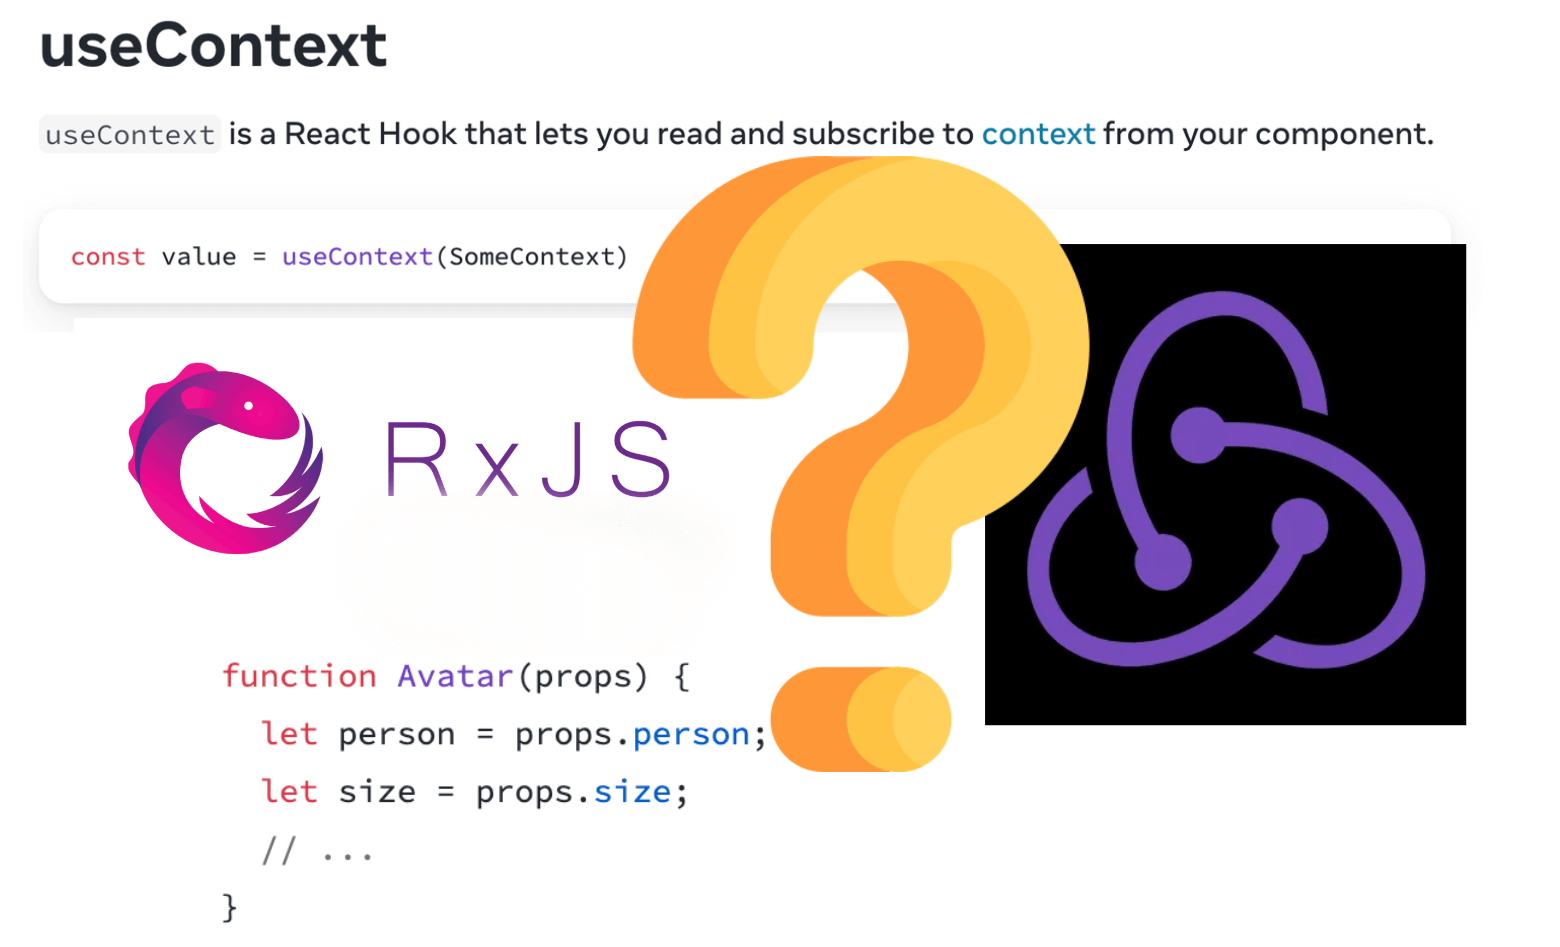 useContext
useContext is a React Hook that lets you read and subscribe to context from your component.
const value = useContext(SomeContext)
RxJS
function Avatar(props) {
  let person = props.person;
  let size = props.size;
  // ...
}